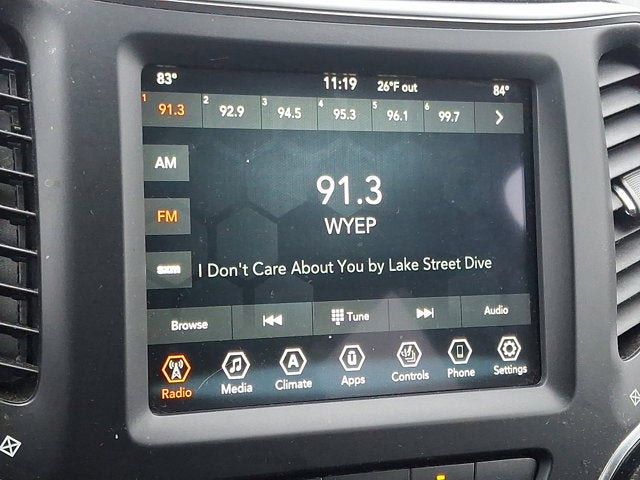 83° 11:19 26°F out 84°
1 91.3 2 92.9 3 94.5 4 95.3 5 96.1 6 99.7
AM
91.3
FM
WYEP
sxm I Don't Care About You by Lake Street Dive
Browse Tune Audio
Radio Media Climate Apps Controls Phone Settings